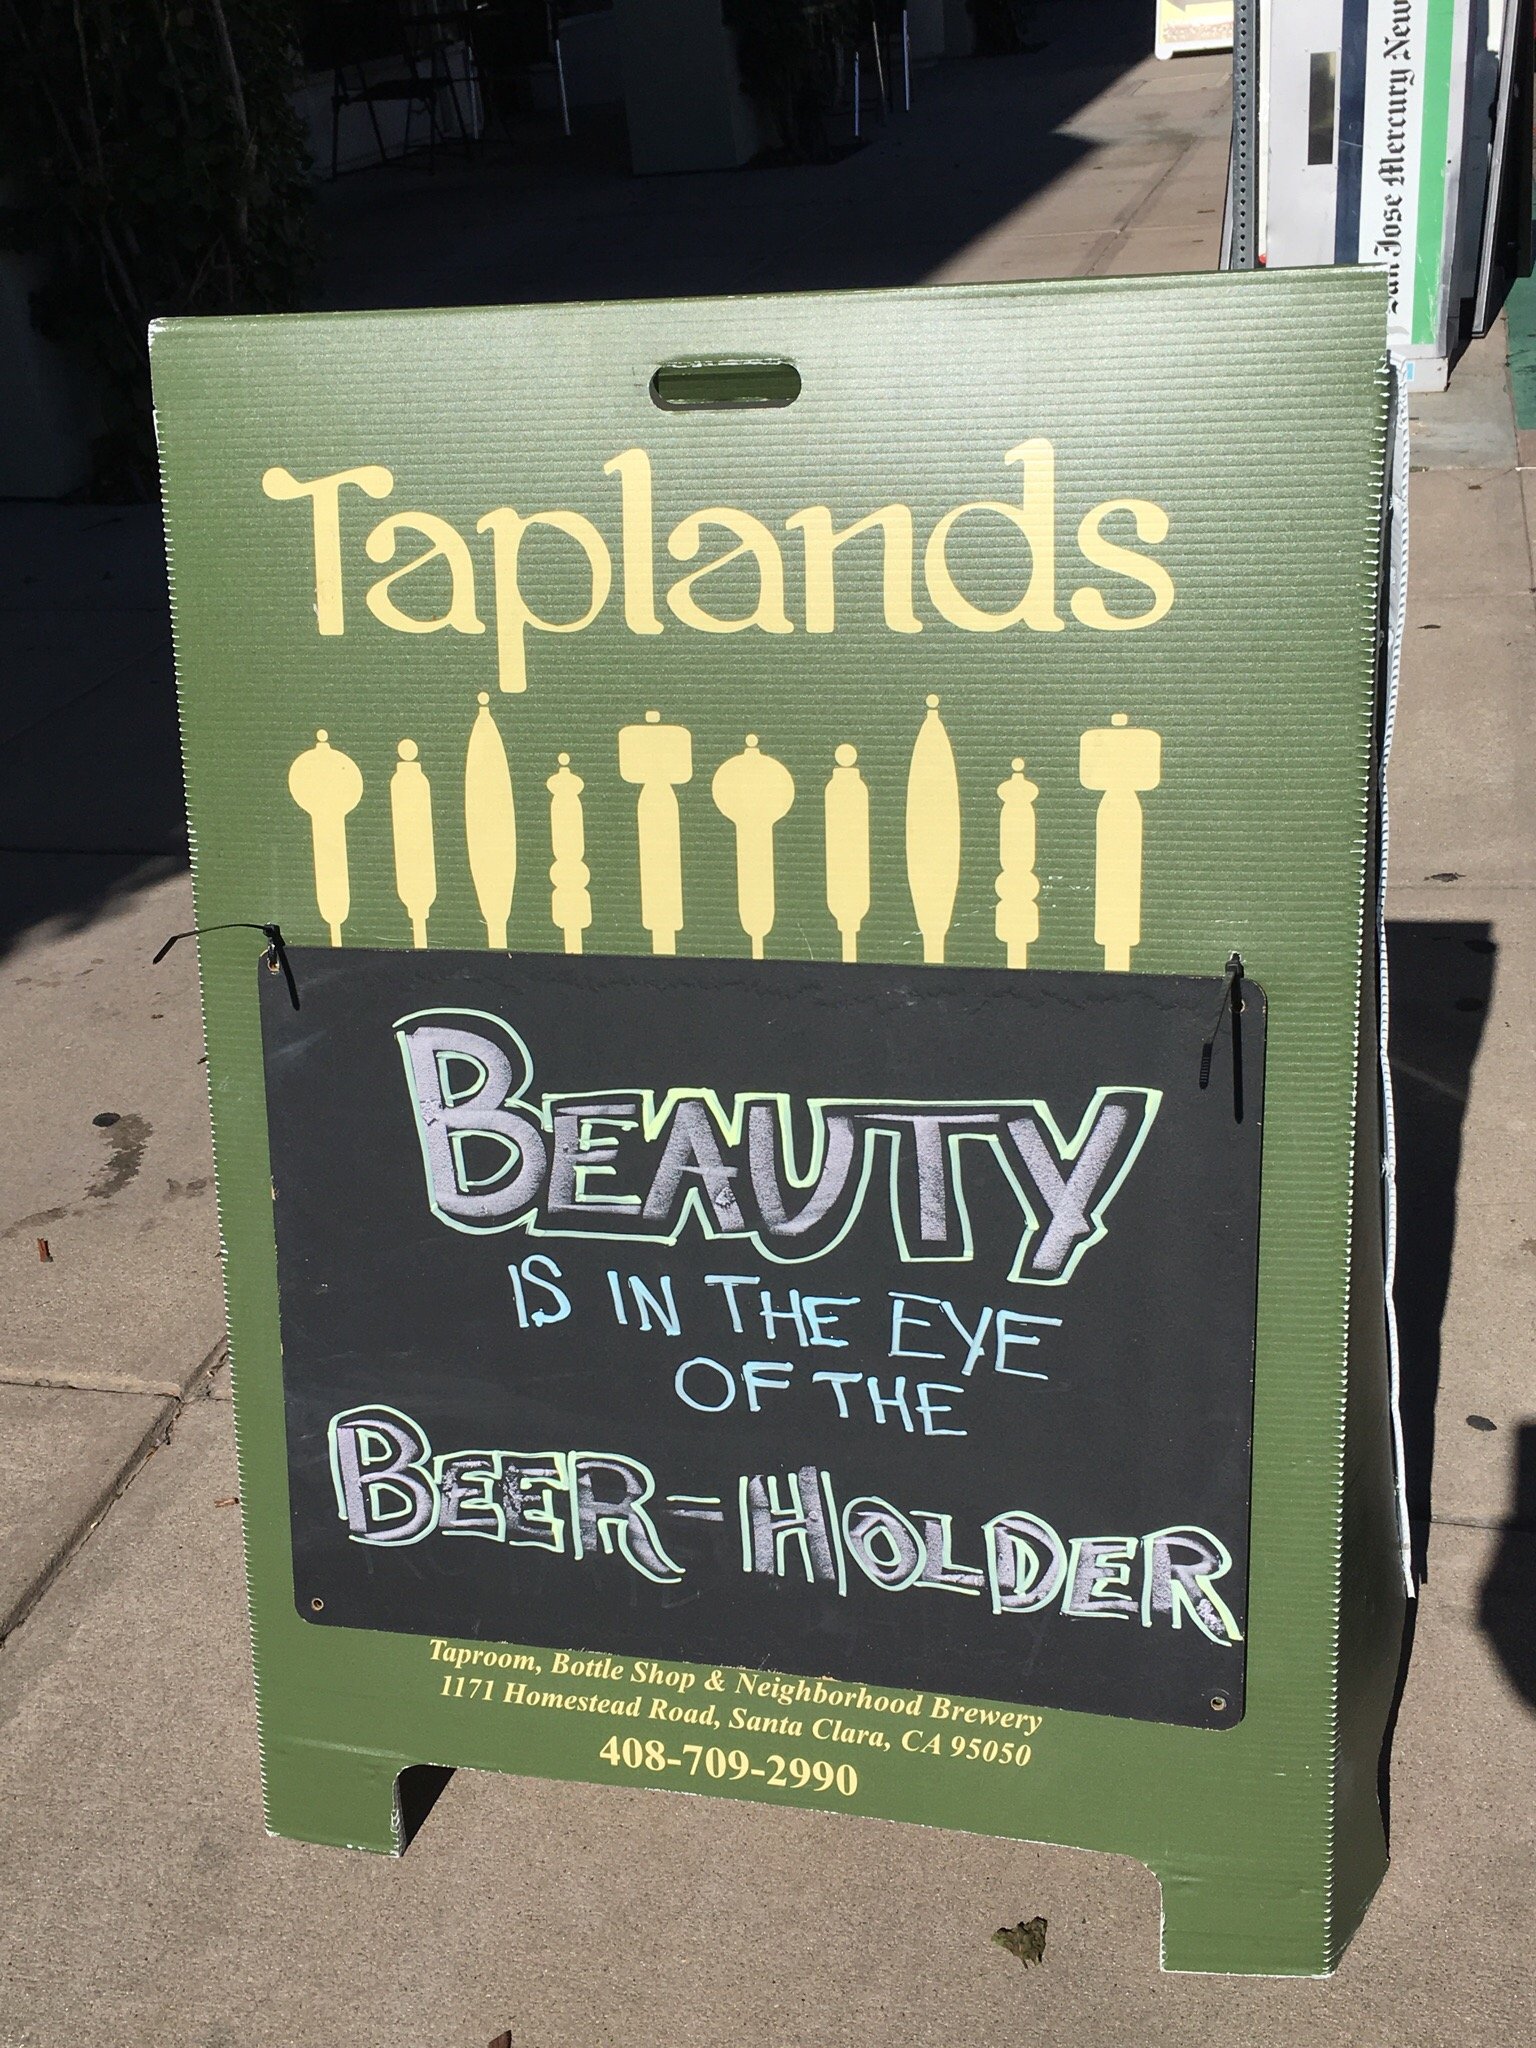 San Jose Mercury New
Taplands
BEAUTY
IS IN THE EYE
OF THE
BEER=HOLDER
Taproom, Bottle Shop & Neighborhood Brewery
1171 Homestead Road, Santa Clara, CA 95050
408-709-2990